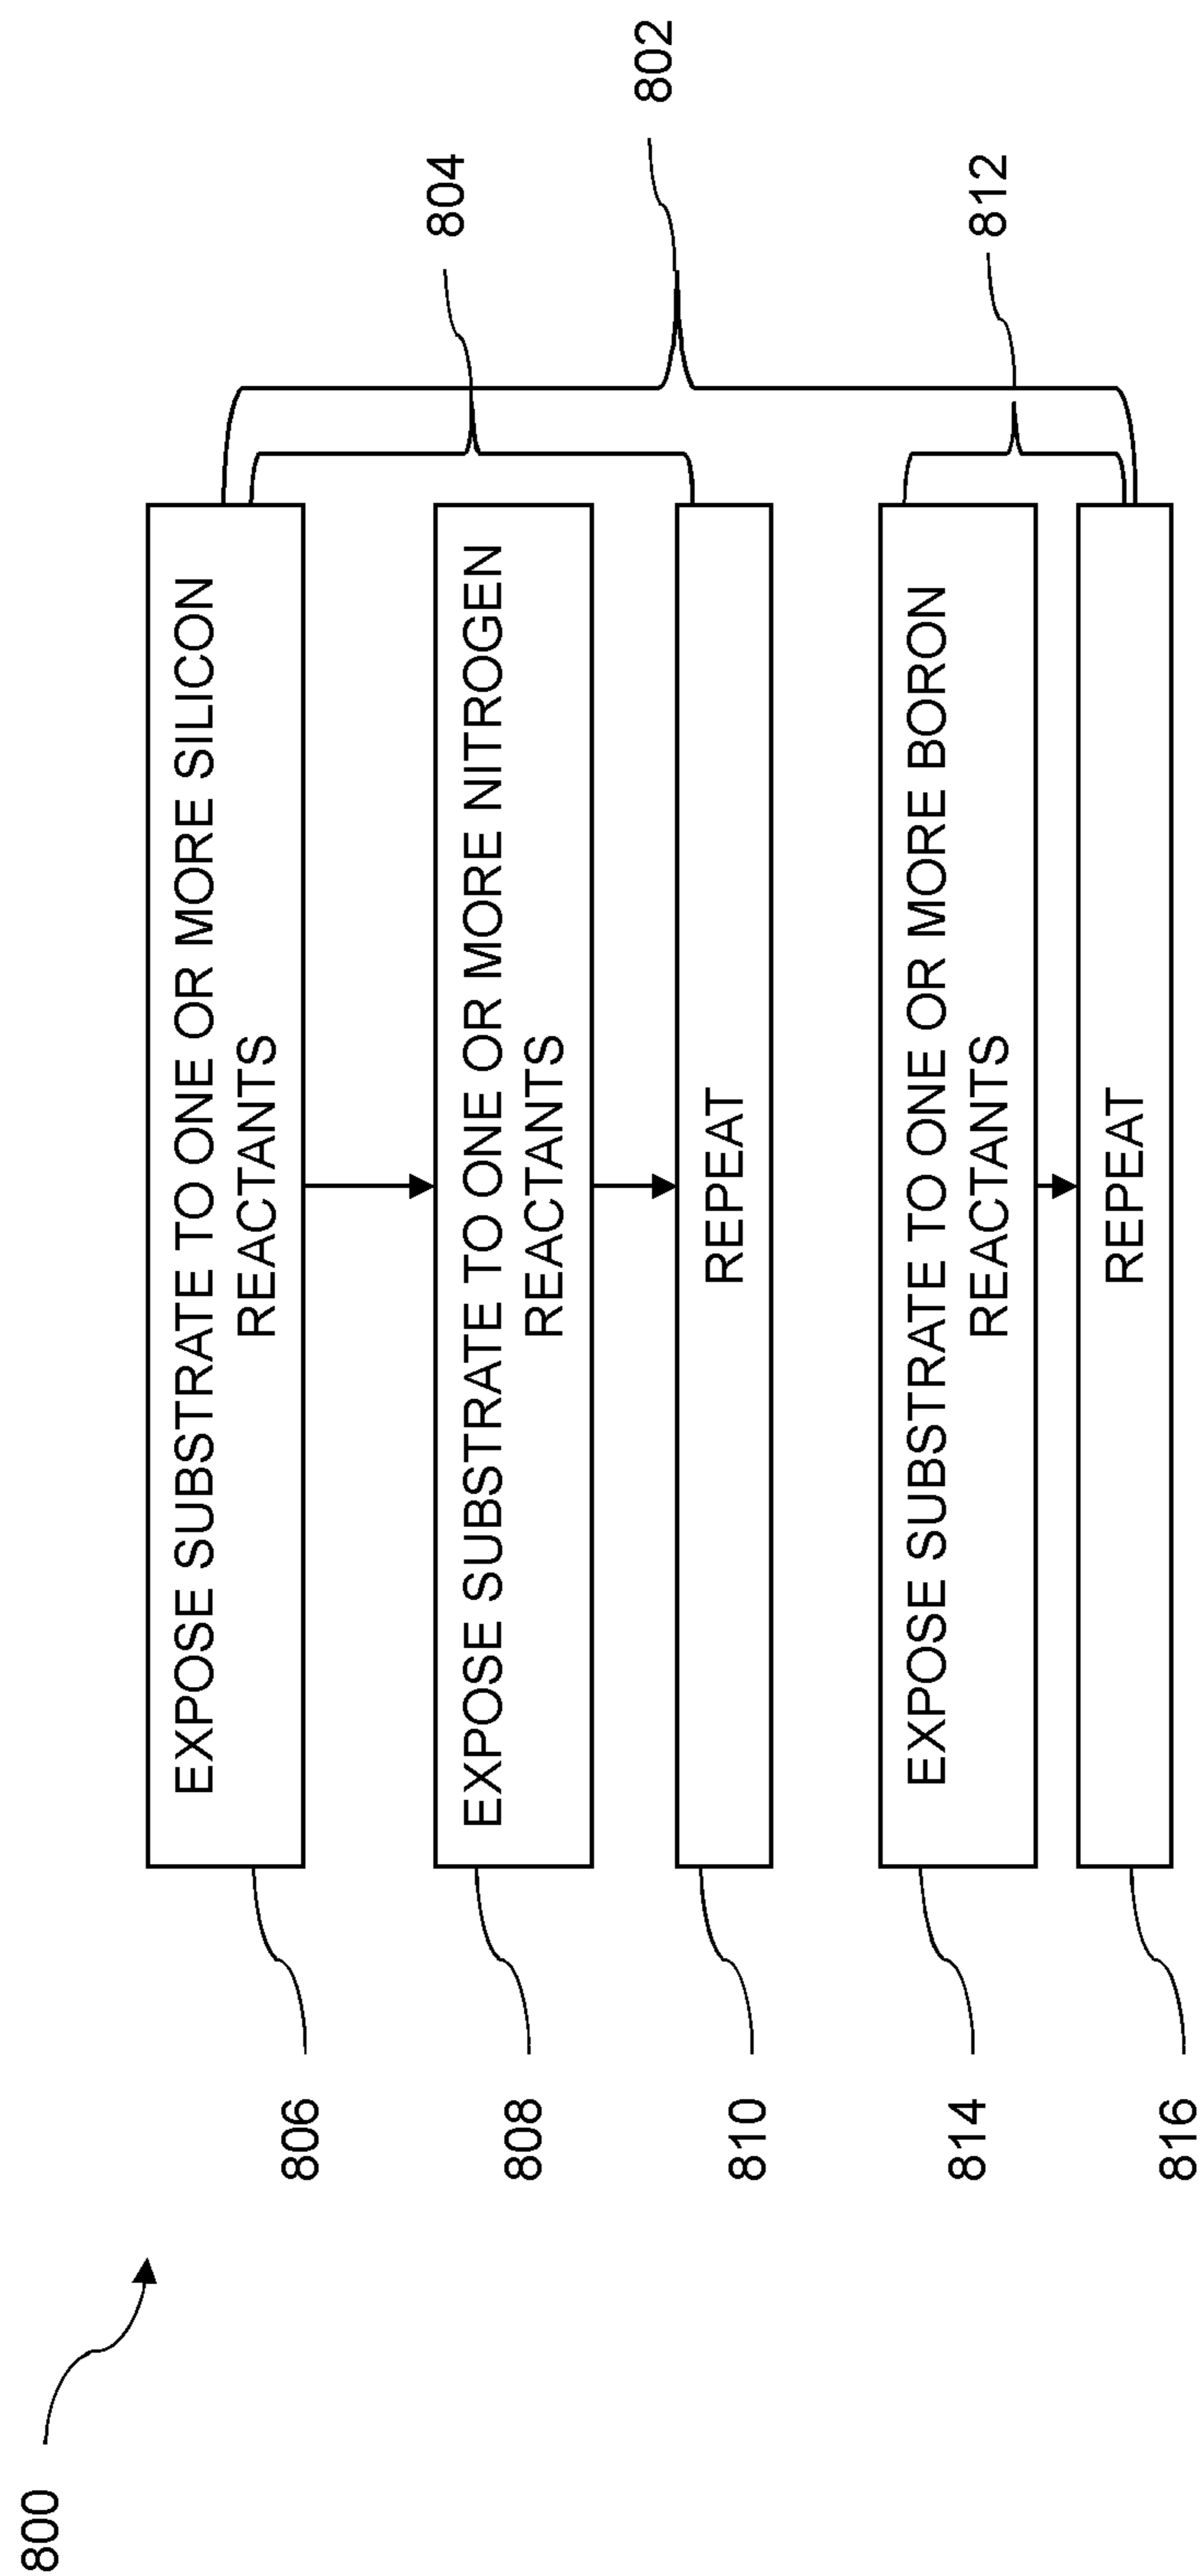 800
802
804
806
EXPOSE SUBSTRATE TO ONE OR MORE SILICON
REACTANTS
808
EXPOSE SUBSTRATE TO ONE OR MORE NITROGEN
REACTANTS
810
REPEAT
812
814
EXPOSE SUBSTRATE TO ONE OR MORE BORON
REACTANTS
816
REPEAT